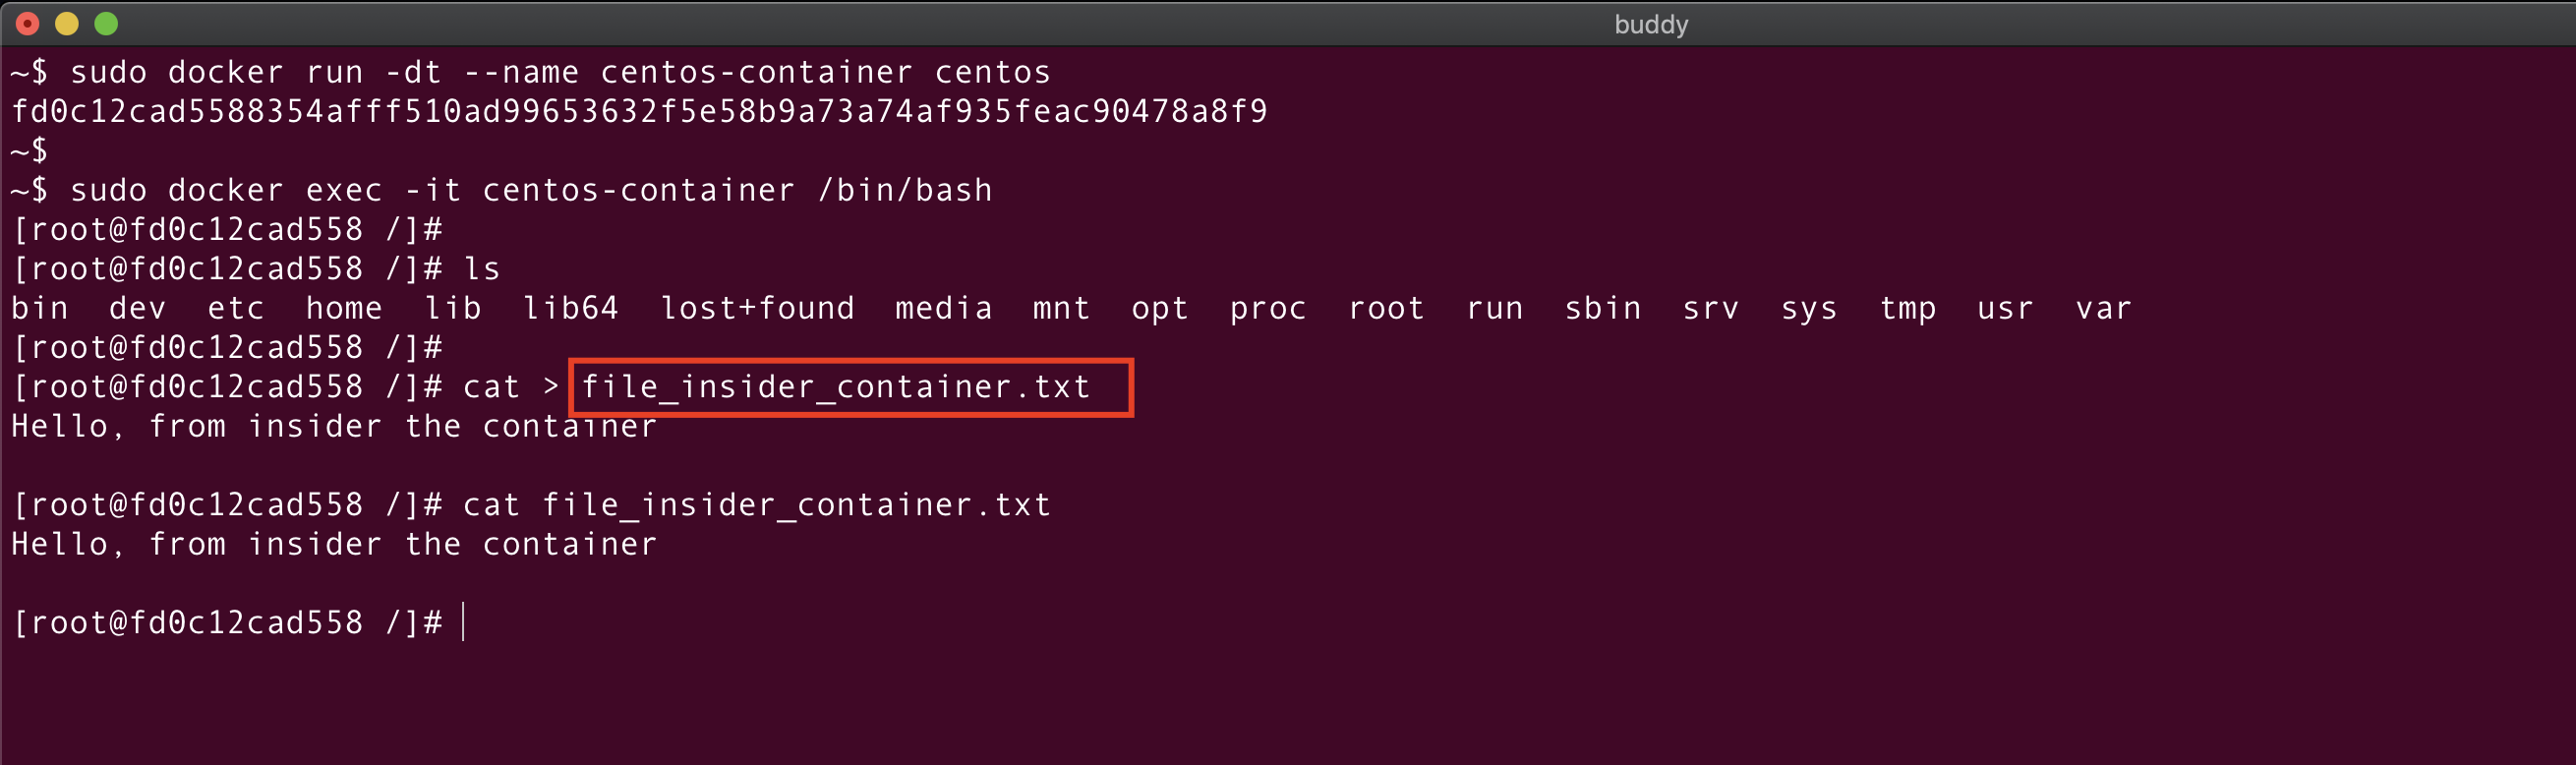 buddy
~$ sudo docker run -dt --name centos-container centos
fd0c12cad5588354afff510ad99653632f5e58b9a73a74af935feac90478a8f9
~$
~$ sudo docker exec -it centos-container /bin/bash
[root@fd0c12cad558 /]#
[root@fd0c12cad558 /]# ls
bin  dev  etc  home  lib  lib64  lost+found  media  mnt  opt  proc  root  run  sbin  srv  sys  tmp  usr  var
[root@fd0c12cad558 /]#
[root@fd0c12cad558 /]# cat > file_insider_container.txt
Hello, from insider the container
[root@fd0c12cad558 /]# cat file_insider_container.txt
Hello, from insider the container
[root@fd0c12cad558 /]#